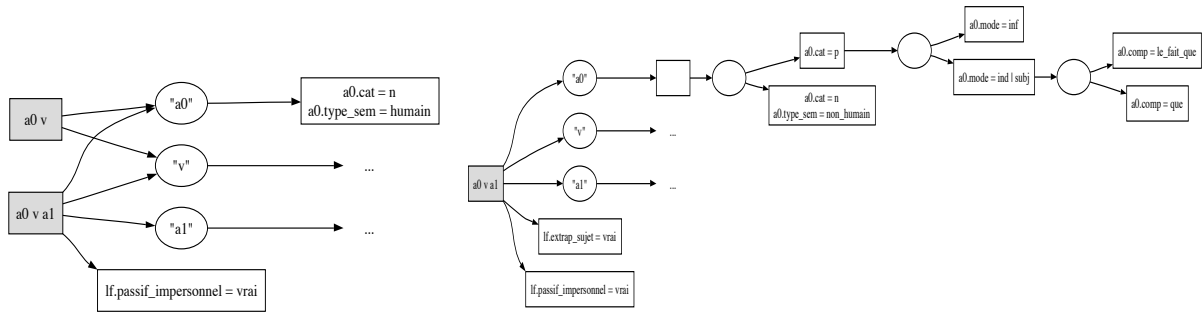 a0 v
a0 v a1
"a0"
"v"
"a1"
a0.cat = n
a0.type_sem = humain
...
...
lf.passif_impersonnel = vrai
a0 v a1
"a0"
"v"
"a1"
...
...
lf.extrap_sujet = vrai
lf.passif_impersonnel = vrai
a0.cat = p
a0.cat = n
a0.type_sem = non_humain
a0.mode = inf
a0.mode = ind | subj
a0.comp = le_fait_que
a0.comp = que